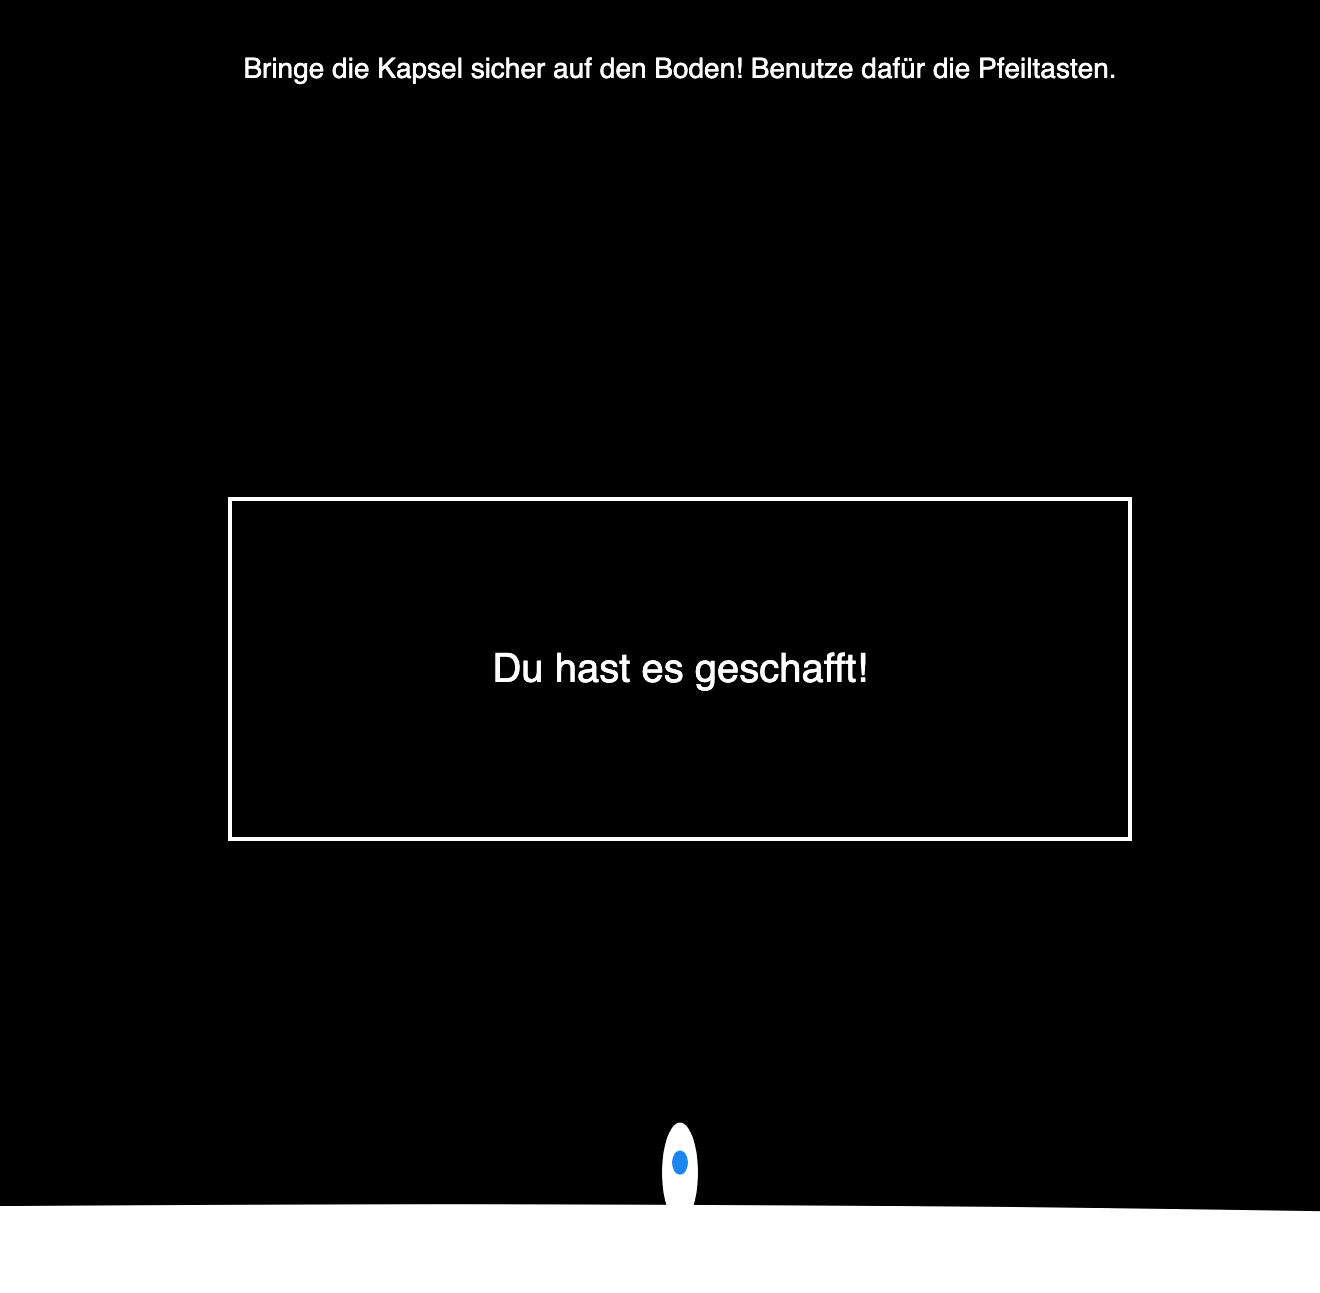 Bringe die Kapsel sicher auf den Boden! Benutze dafür die Pfeiltasten.
Du hast es geschafft!